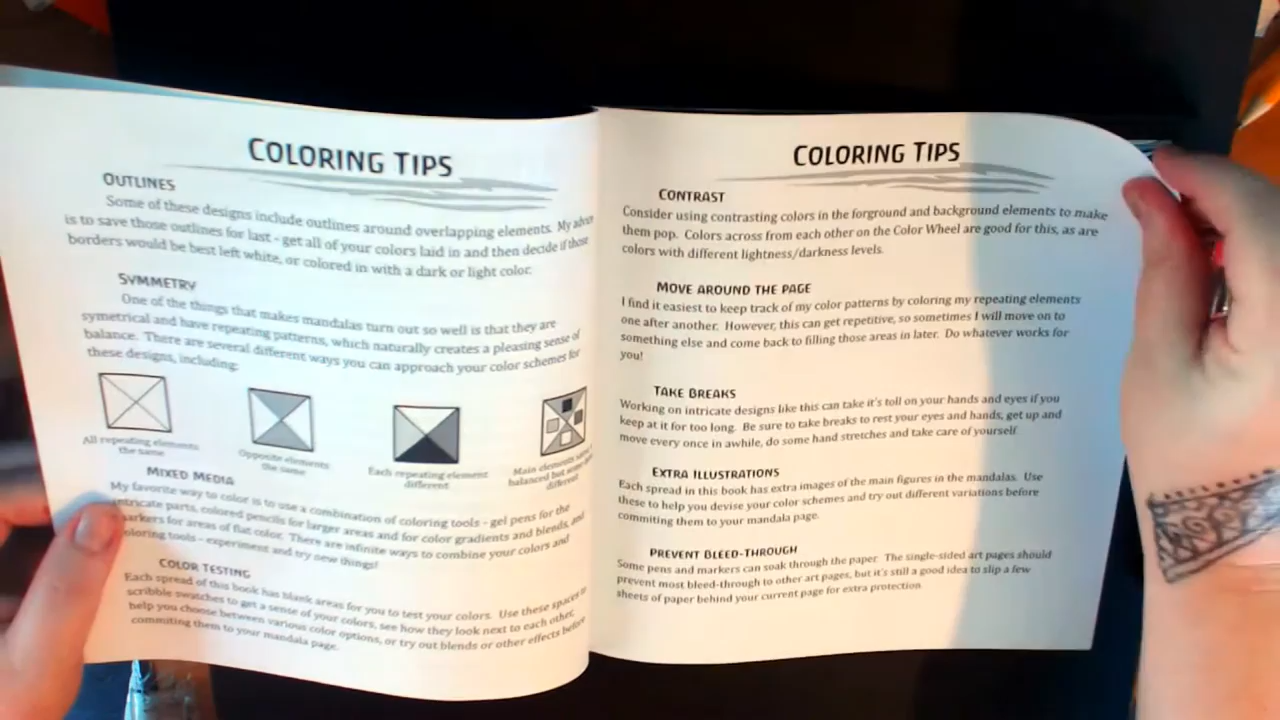 COLORING TIPS
OUTLINES
Some of these designs include outlines around overlapping elements. My advice
is to save those outlines for last - get all of your colors laid in and then decide if those
borders would be best left white, or colored in with a dark or light color.
SYMMETRY
One of the things that makes mandalas turn out so well is that they are
symetrical and have repeating patterns, which naturally creates a pleasing sense of
balance. There are several different ways you can approach your color schemes for
these designs, including:
All repeating elements
the same
Opposite elements
the same
Each repeating element
different
Main elements
balanced but some
different
MIXED MEDIA
My favorite way to color is to use a combination of coloring tools - gel pens for the
intricate parts, colored pencils for larger areas and for color gradients and blends, and
markers for areas of flat color. There are infinite ways to combine your colors and
coloring tools - experiment and try new things!
COLOR TESTING
Each spread of this book has blank areas for you to test your colors. Use these spaces to
scribble swatches to get a sense of your colors, see how they look next to each other,
help you choose between various color options, or try out blends or other effects before
commiting them to your mandala page.
COLORING TIPS
CONTRAST
Consider using contrasting colors in the forground and background elements to make
them pop. Colors across from each other on the Color Wheel are good for this, as are
colors with different lightness/darkness levels.
MOVE AROUND THE PAGE
I find it easiest to keep track of my color patterns by coloring my repeating elements
one after another. However, this can get repetitive, so sometimes I will move on to
something else and come back to filling those areas in later. Do whatever works for
you!
TAKE BREAKS
Working on intricate designs like this can take it's toll on your hands and eyes if you
keep at it for too long. Be sure to take breaks to rest your eyes and hands, get up and
move every once in awhile, do some hand stretches and take care of yourself.
EXTRA ILLUSTRATIONS
Each spread in this book has extra images of the main figures in the mandalas. Use
these to help you devise your color schemes and try out different variations before
commiting them to your mandala page.
PREVENT BLEED-THROUGH
Some pens and markers can soak through the paper. The single-sided art pages should
prevent most bleed-through to other art pages, but it's still a good idea to slip a few
sheets of paper behind your current page for extra protection.